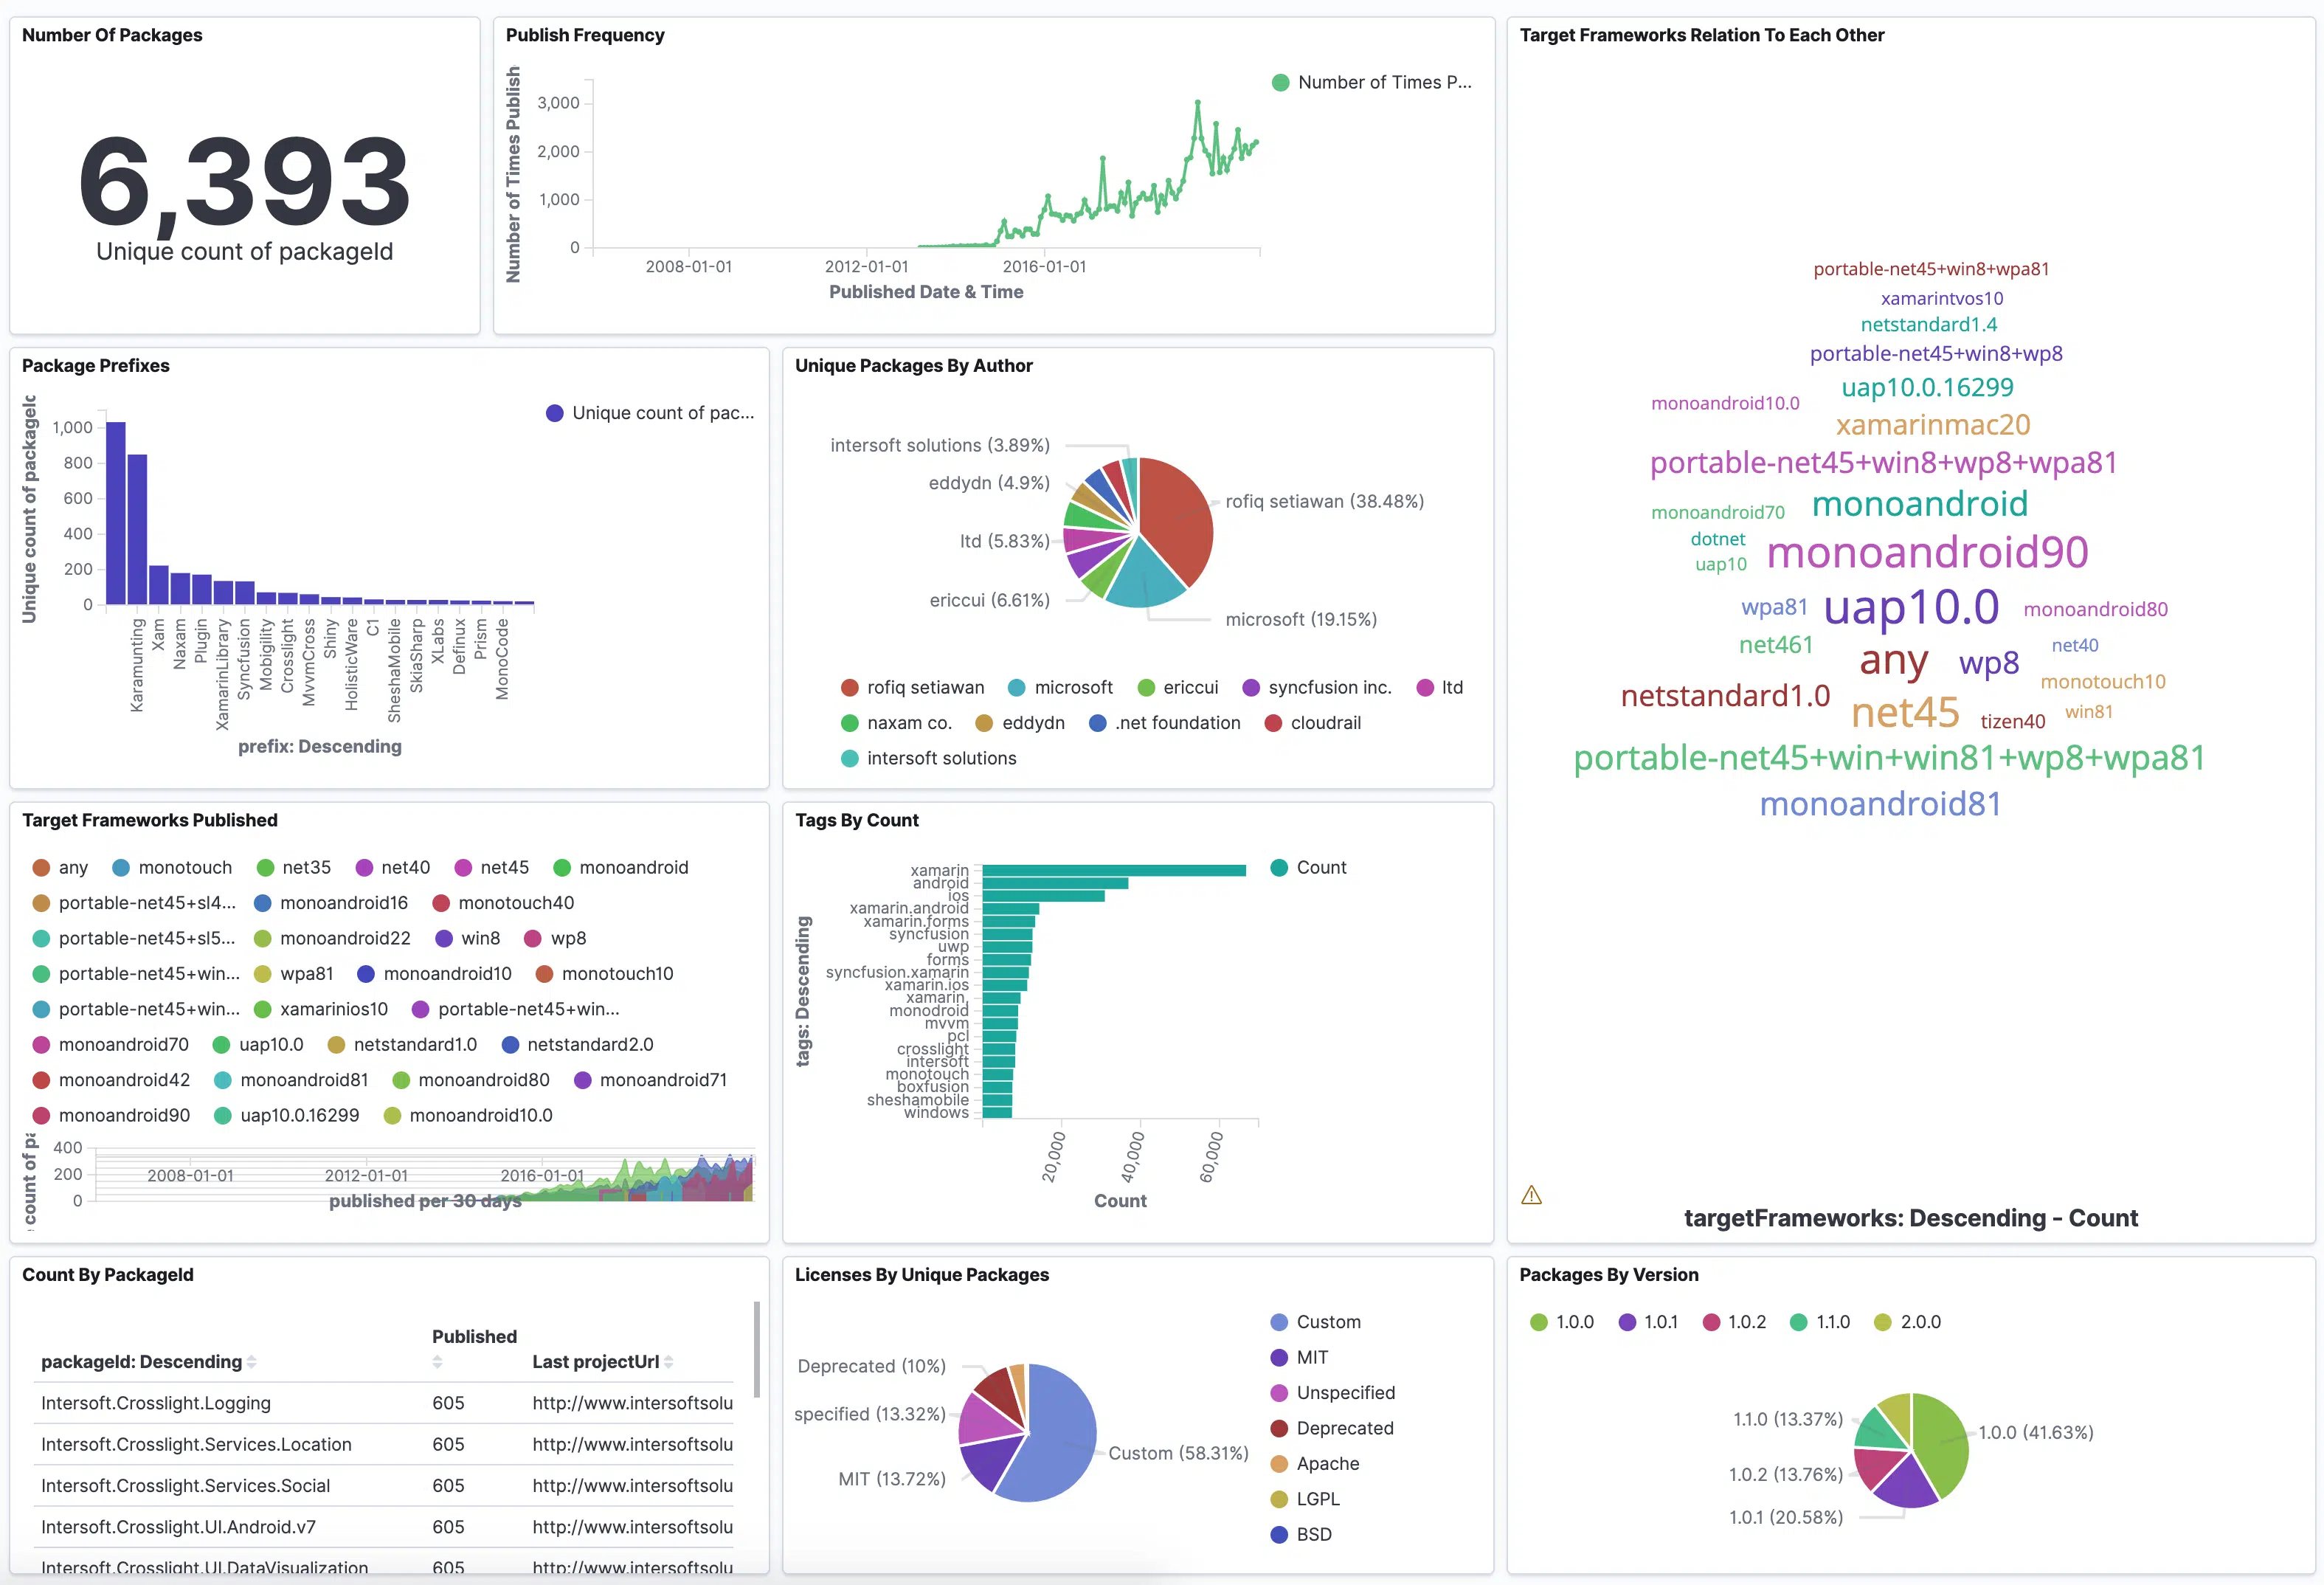 Number Of Packages
6,393
Unique count of packageId
Publish Frequency
Number of Times Publish
3,000
2,000
1,000
0
2008-01-01
2012-01-01
2016-01-01
Published Date & Time
Number of Times P...
Target Frameworks Relation To Each Other
portable-net45+win8+wpa81
xamarintvos10
netstandard1.4
portable-net45+win8+wp8
uap10.0.16299
monoandroid10.0
xamarinmac20
portable-net45+win8+wp8+wpa81
monoandroid70 monoandroid
dotnet
monoandroid90
uap10
wpa81 uap10.0 monoandroid80
net461 any wp8 net40
monotouch10
netstandard1.0 net45 tizen40 win81
portable-net45+win+win81+wp8+wpa81
monoandroid81
targetFrameworks: Descending - Count
Package Prefixes
Unique count of packageId
1,000
800
600
400
200
0
Karamunting
Xam
Naxam
Plugin
XamarinLibrary
Syncfusion
Mobigility
Crosslight
MvvmCross
Shiny
HolisticWare
C1
SheshaMobile
SkiaSharp
XLabs
Definux
Prism
MonoCode
prefix: Descending
Unique count of pac...
Unique Packages By Author
intersoft solutions (3.89%)
eddydn (4.9%)
rofiq setiawan (38.48%)
ltd (5.83%)
ericcui (6.61%)
microsoft (19.15%)
rofiq setiawan microsoft ericcui syncfusion inc. ltd
naxam co. eddydn .net foundation cloudrail
intersoft solutions
Target Frameworks Published
any monotouch net35 net40 net45 monoandroid
portable-net45+sl4... monoandroid16 monotouch40
portable-net45+sl5... monoandroid22 win8 wp8
portable-net45+win... wpa81 monoandroid10 monotouch10
portable-net45+win... xamarinios10 portable-net45+win...
monoandroid70 uap10.0 netstandard1.0 netstandard2.0
monoandroid42 monoandroid81 monoandroid80 monoandroid71
monoandroid90 uap10.0.16299 monoandroid10.0
count of pa
400
200
0
2008-01-01
2012-01-01
2016-01-01
published per 30 days
Tags By Count
tags: Descending
xamarin
android
ios
xamarin.android
xamarin.forms
syncfusion
uwp
forms
syncfusion.xamarin
xamarin.ios
xamarin,
monodroid
mvvm
pcl
crosslight
intersoft
monotouch
boxfusion
sheshamobile
windows
20,000
40,000
60,000
Count
Count
Count By PackageId
packageId: Descending Published Last projectUrl
Intersoft.Crosslight.Logging 605 http://www.intersoftsolu
Intersoft.Crosslight.Services.Location 605 http://www.intersoftsolu
Intersoft.Crosslight.Services.Social 605 http://www.intersoftsolu
Intersoft.Crosslight.UI.Android.v7 605 http://www.intersoftsolu
Intersoft.Crosslight.UI.DataVisualization 605 http://www.intersoftsolu
Licenses By Unique Packages
Deprecated (10%)
specified (13.32%)
Custom (58.31%)
MIT (13.72%)
Custom
MIT
Unspecified
Deprecated
Apache
LGPL
BSD
Packages By Version
1.0.0 1.0.1 1.0.2 1.1.0 2.0.0
1.1.0 (13.37%)
1.0.0 (41.63%)
1.0.2 (13.76%)
1.0.1 (20.58%)